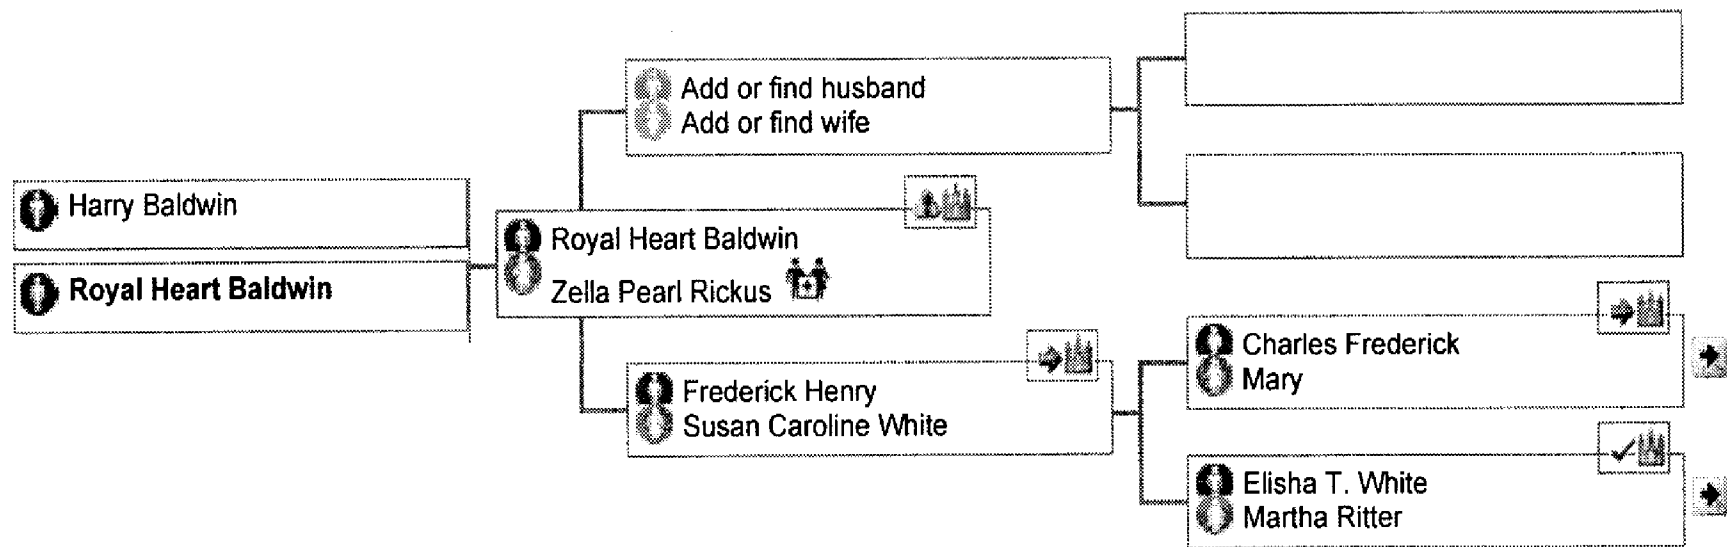 Add or find husband
Add or find wife
Harry Baldwin
Royal Heart Baldwin
Royal Heart Baldwin
Zella Pearl Rickus
Frederick Henry
Susan Caroline White
Charles Frederick
Mary
Elisha T. White
Martha Ritter